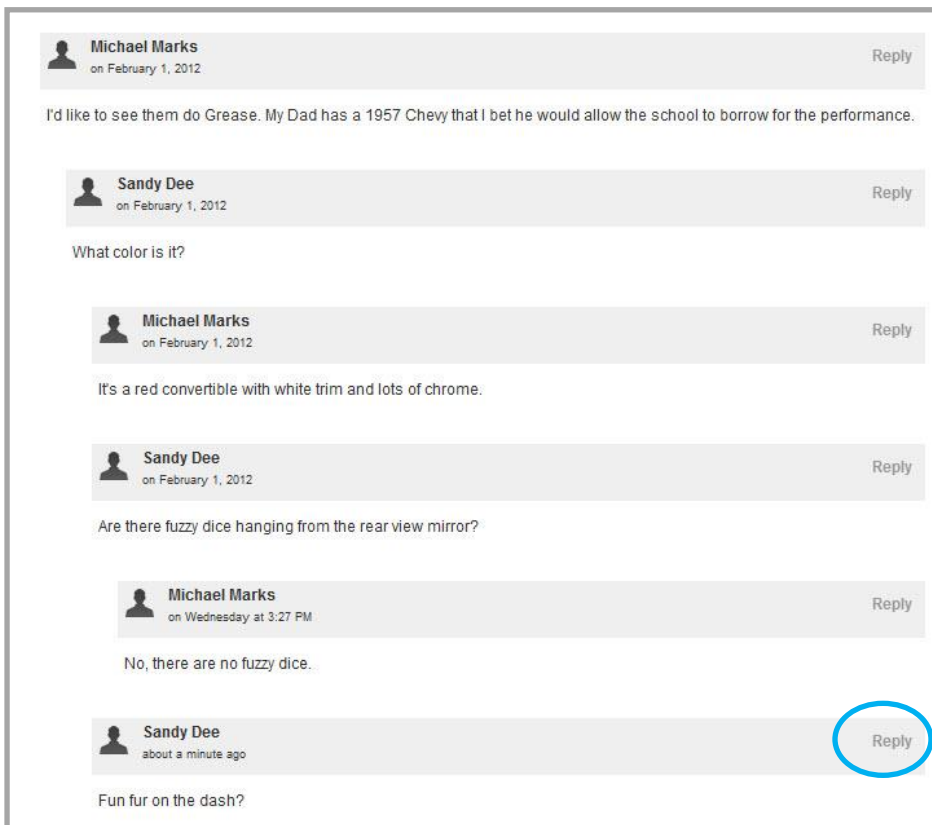 Michael Marks
Reply
on February 1, 2012
I'd like to see them do Grease. My Dad has a 1957 Chevy that I bet he would allow the school to borrow for the performance.
Sandy Dee
Reply
on February 1, 2012
What color is it?
Michael Marks
Reply
on February 1, 2012
It's a red convertible with white trim and lots of chrome.
Sandy Dee
Reply
on February 1, 2012
Are there fuzzy dice hanging from the rear view mirror?
Michael Marks
Reply
on Wednesday at 3:27 PM
No, there are no fuzzy dice.
Sandy Dee
Reply
about a minute ago
Fun fur on the dash?